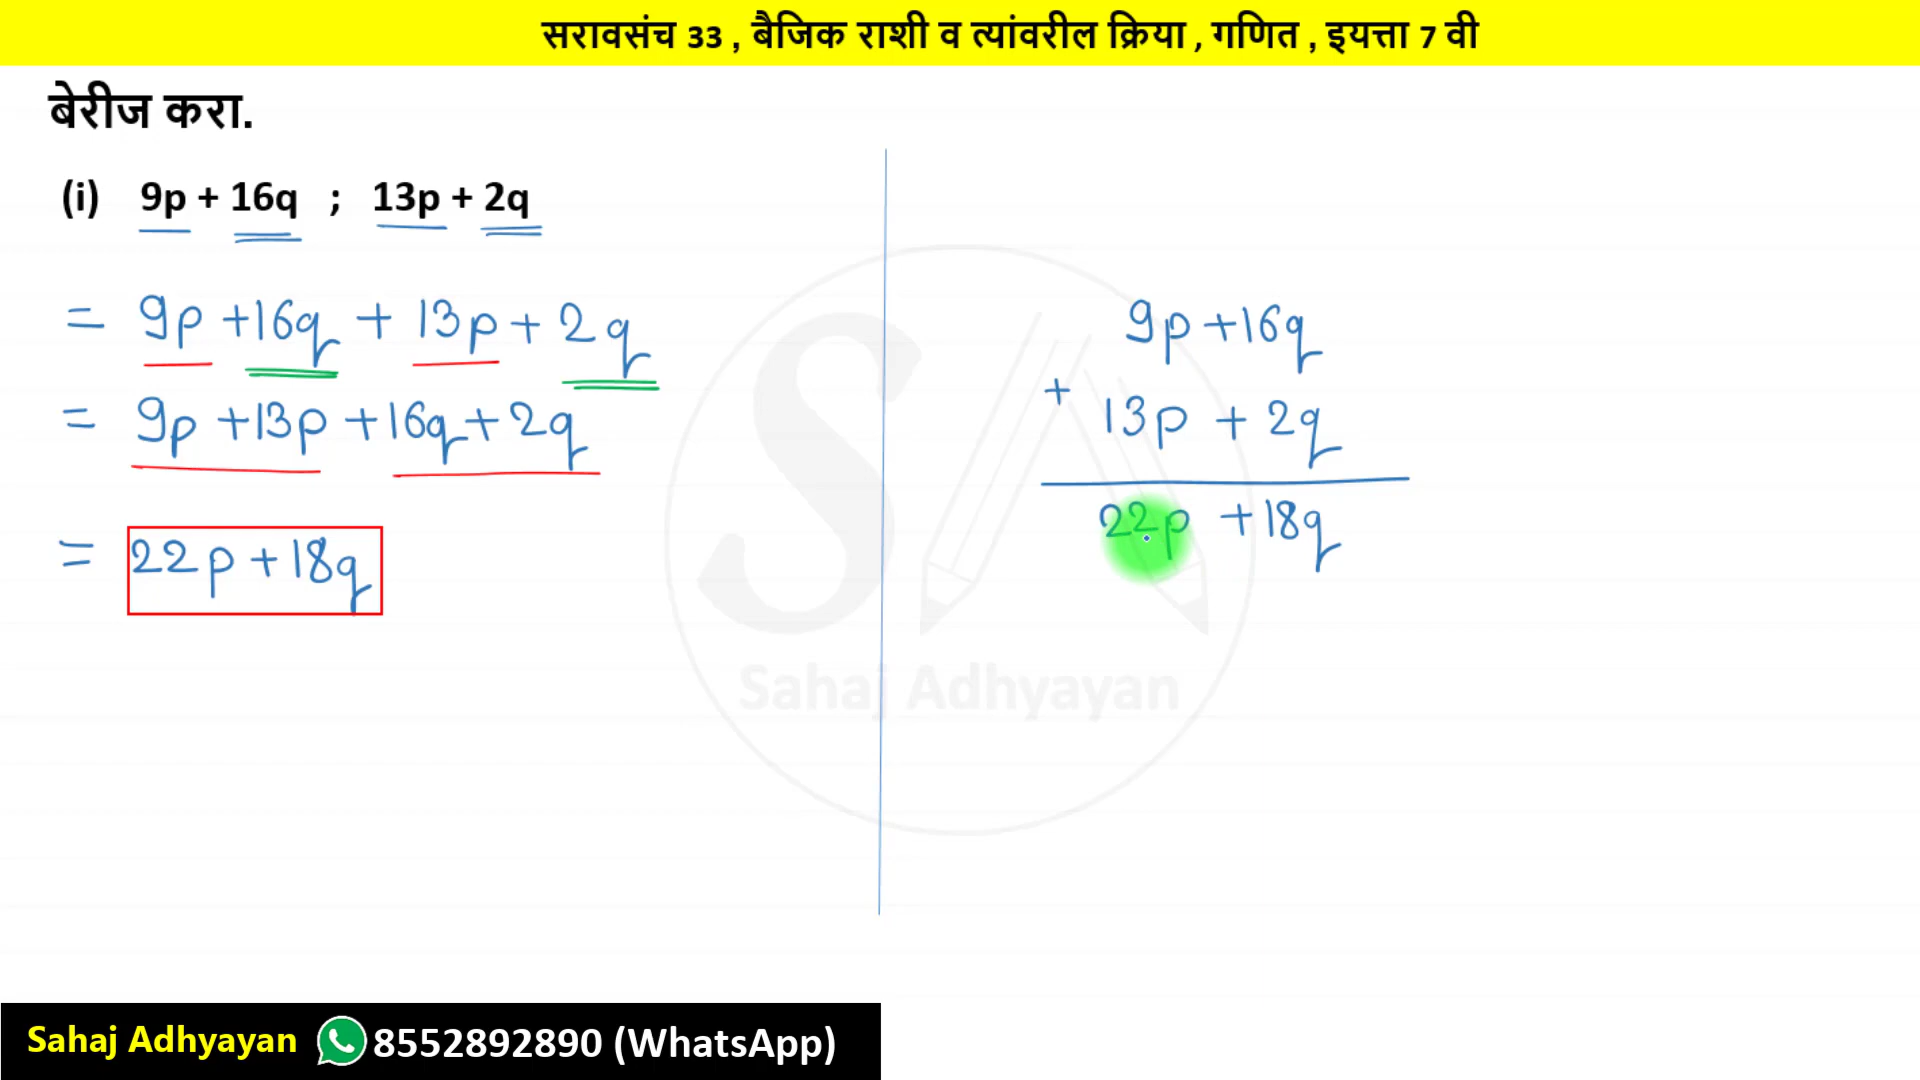 सरावसंच 33 , बैजिक राशी व त्यांवरील क्रिया , गणित , इयत्ता 7 वी
बेरीज करा.
(i) 9p + 16q ; 13p + 2q
= 9p + 16q + 13p + 2q
= 9p + 13p + 16q + 2q
= 22p + 18q
9p + 16q
+
13p + 2q
22p + 18q
Sahaj Adhyayan
Sahaj Adhyayan 8552892890 (WhatsApp)